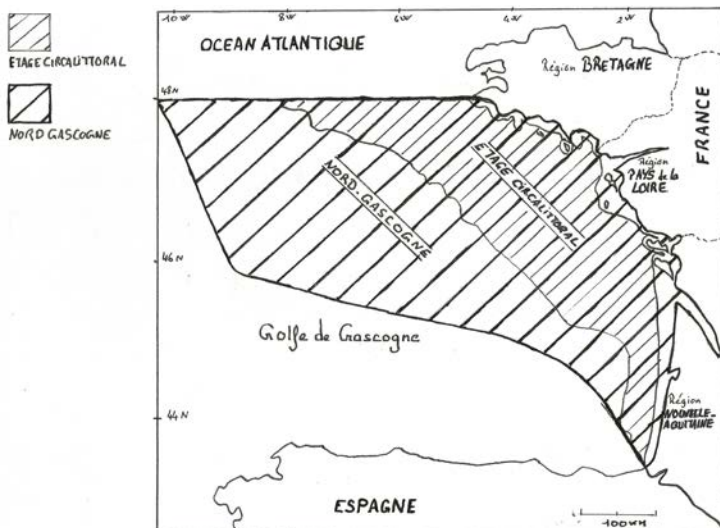 10 W
8 W
6 W
4 W
2 W
OCEAN ATLANTIQUE
Région BRETAGNE
FRANCE
ETAGE CIRCALITTORAL
NORD GASCOGNE
48N
46 N
44 N
ETAGE CIRCALITTORAL
NORD-GASCOGNE
Région
PAYS de la
LOIRE
Golfe de Gascogne
Région
NOUVELLE-
AQUITAINE
ESPAGNE
100 KM